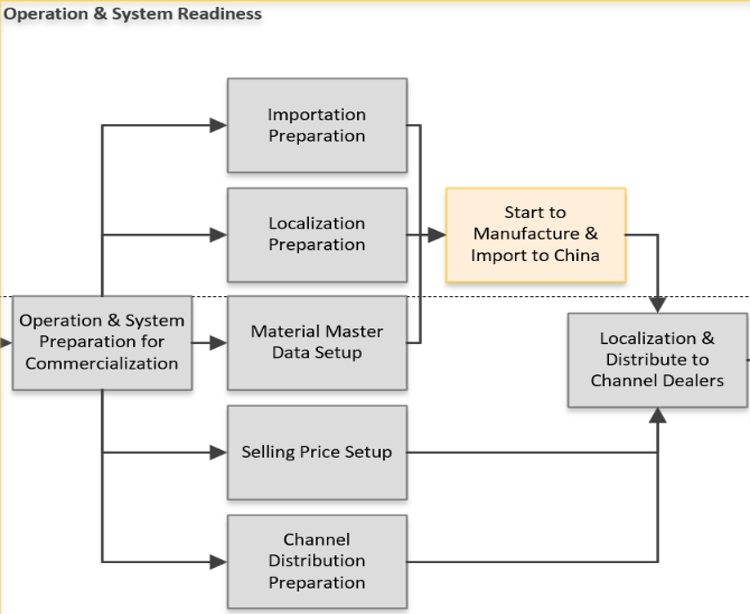 Operation & System Readiness
Importation
Preparation
Localization
Preparation
Start to
Manufacture &
Import to China
Operation & System
Preparation for
Commercialization
Material Master
Data Setup
Localization &
Distribute to
Channel Dealers
Selling Price Setup
Channel
Distribution
Preparation